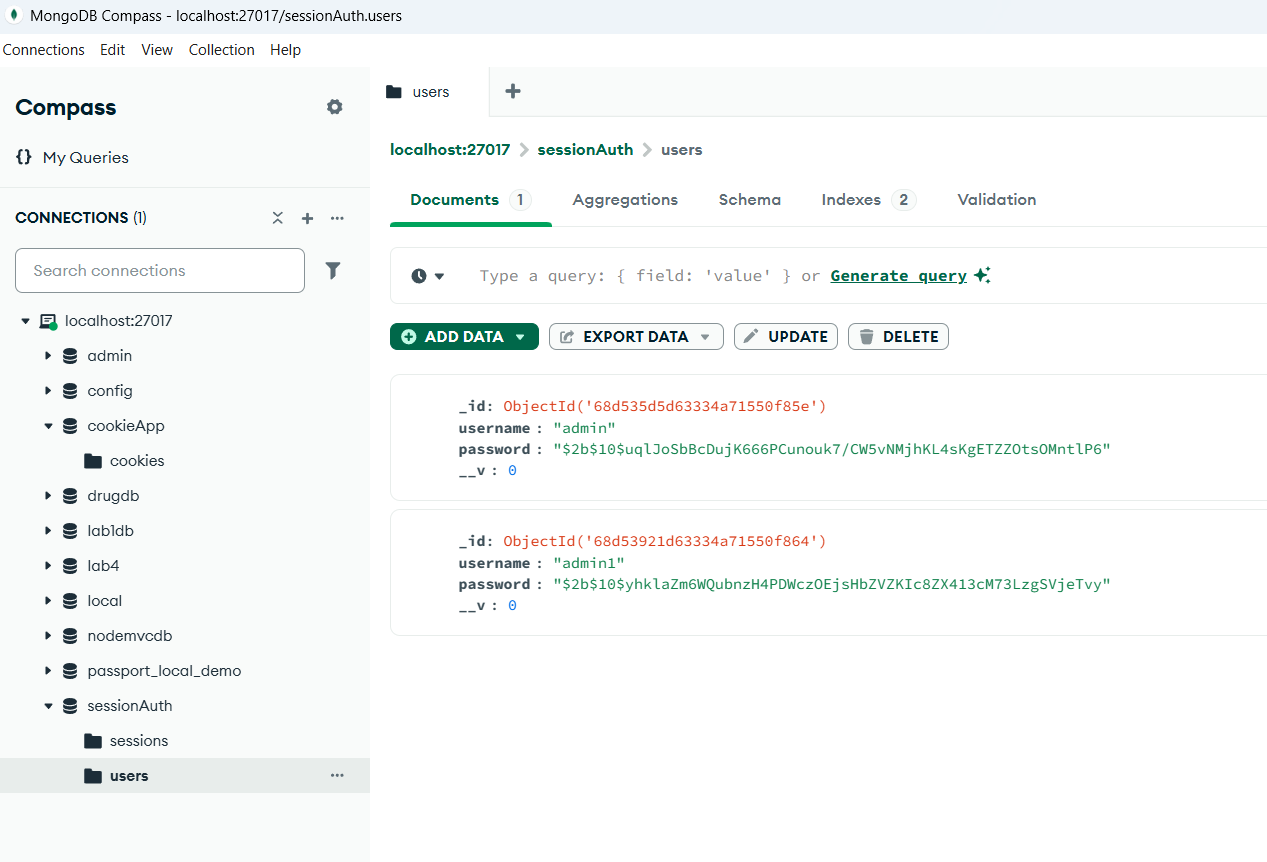 MongoDB Compass - localhost:27017/sessionAuth.users
Connections Edit View Collection Help
Compass
{} My Queries
CONNECTIONS (1)
Search connections
localhost:27017
admin
config
cookieApp
cookies
drugdb
lab1db
lab4
local
nodemvcdb
passport_local_demo
sessionAuth
sessions
users
users
localhost:27017 > sessionAuth > users
Documents 1 Aggregations Schema Indexes 2 Validation
Type a query: { field: 'value' } or Generate query
ADD DATA EXPORT DATA UPDATE DELETE
_id: ObjectId('68d535d5d63334a71550f85e')
username : "admin"
password : "$2b$10$uqlJoSbBcDujK666PCunouk7/CW5vNMjhKL4sKgETZZOtsOMntlP6"
__v : 0
_id: ObjectId('68d53921d63334a71550f864')
username : "admin1"
password : "$2b$10$yhklaZm6WQubnzH4PDWczOEjsHbZVZKIc8ZX413cM73LzgSVjeTvy"
__v : 0